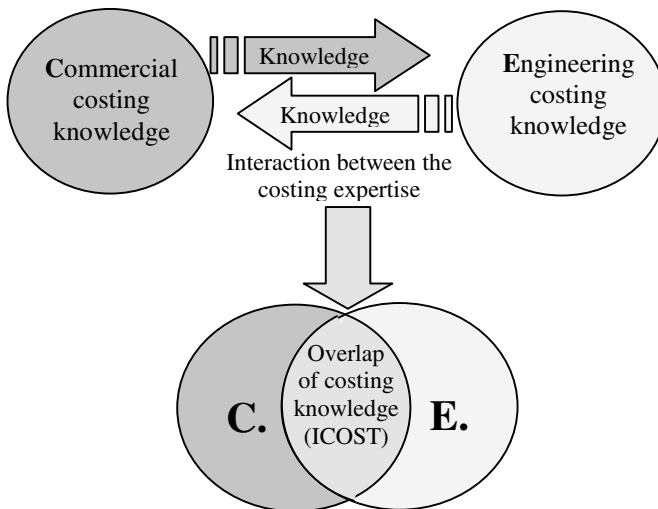 Commercial
costing
knowledge
Knowledge
Knowledge
Engineering
costing
knowledge
Interaction between the
costing expertise
Overlap
of costing
knowledge
(ICOST)
C.
E.